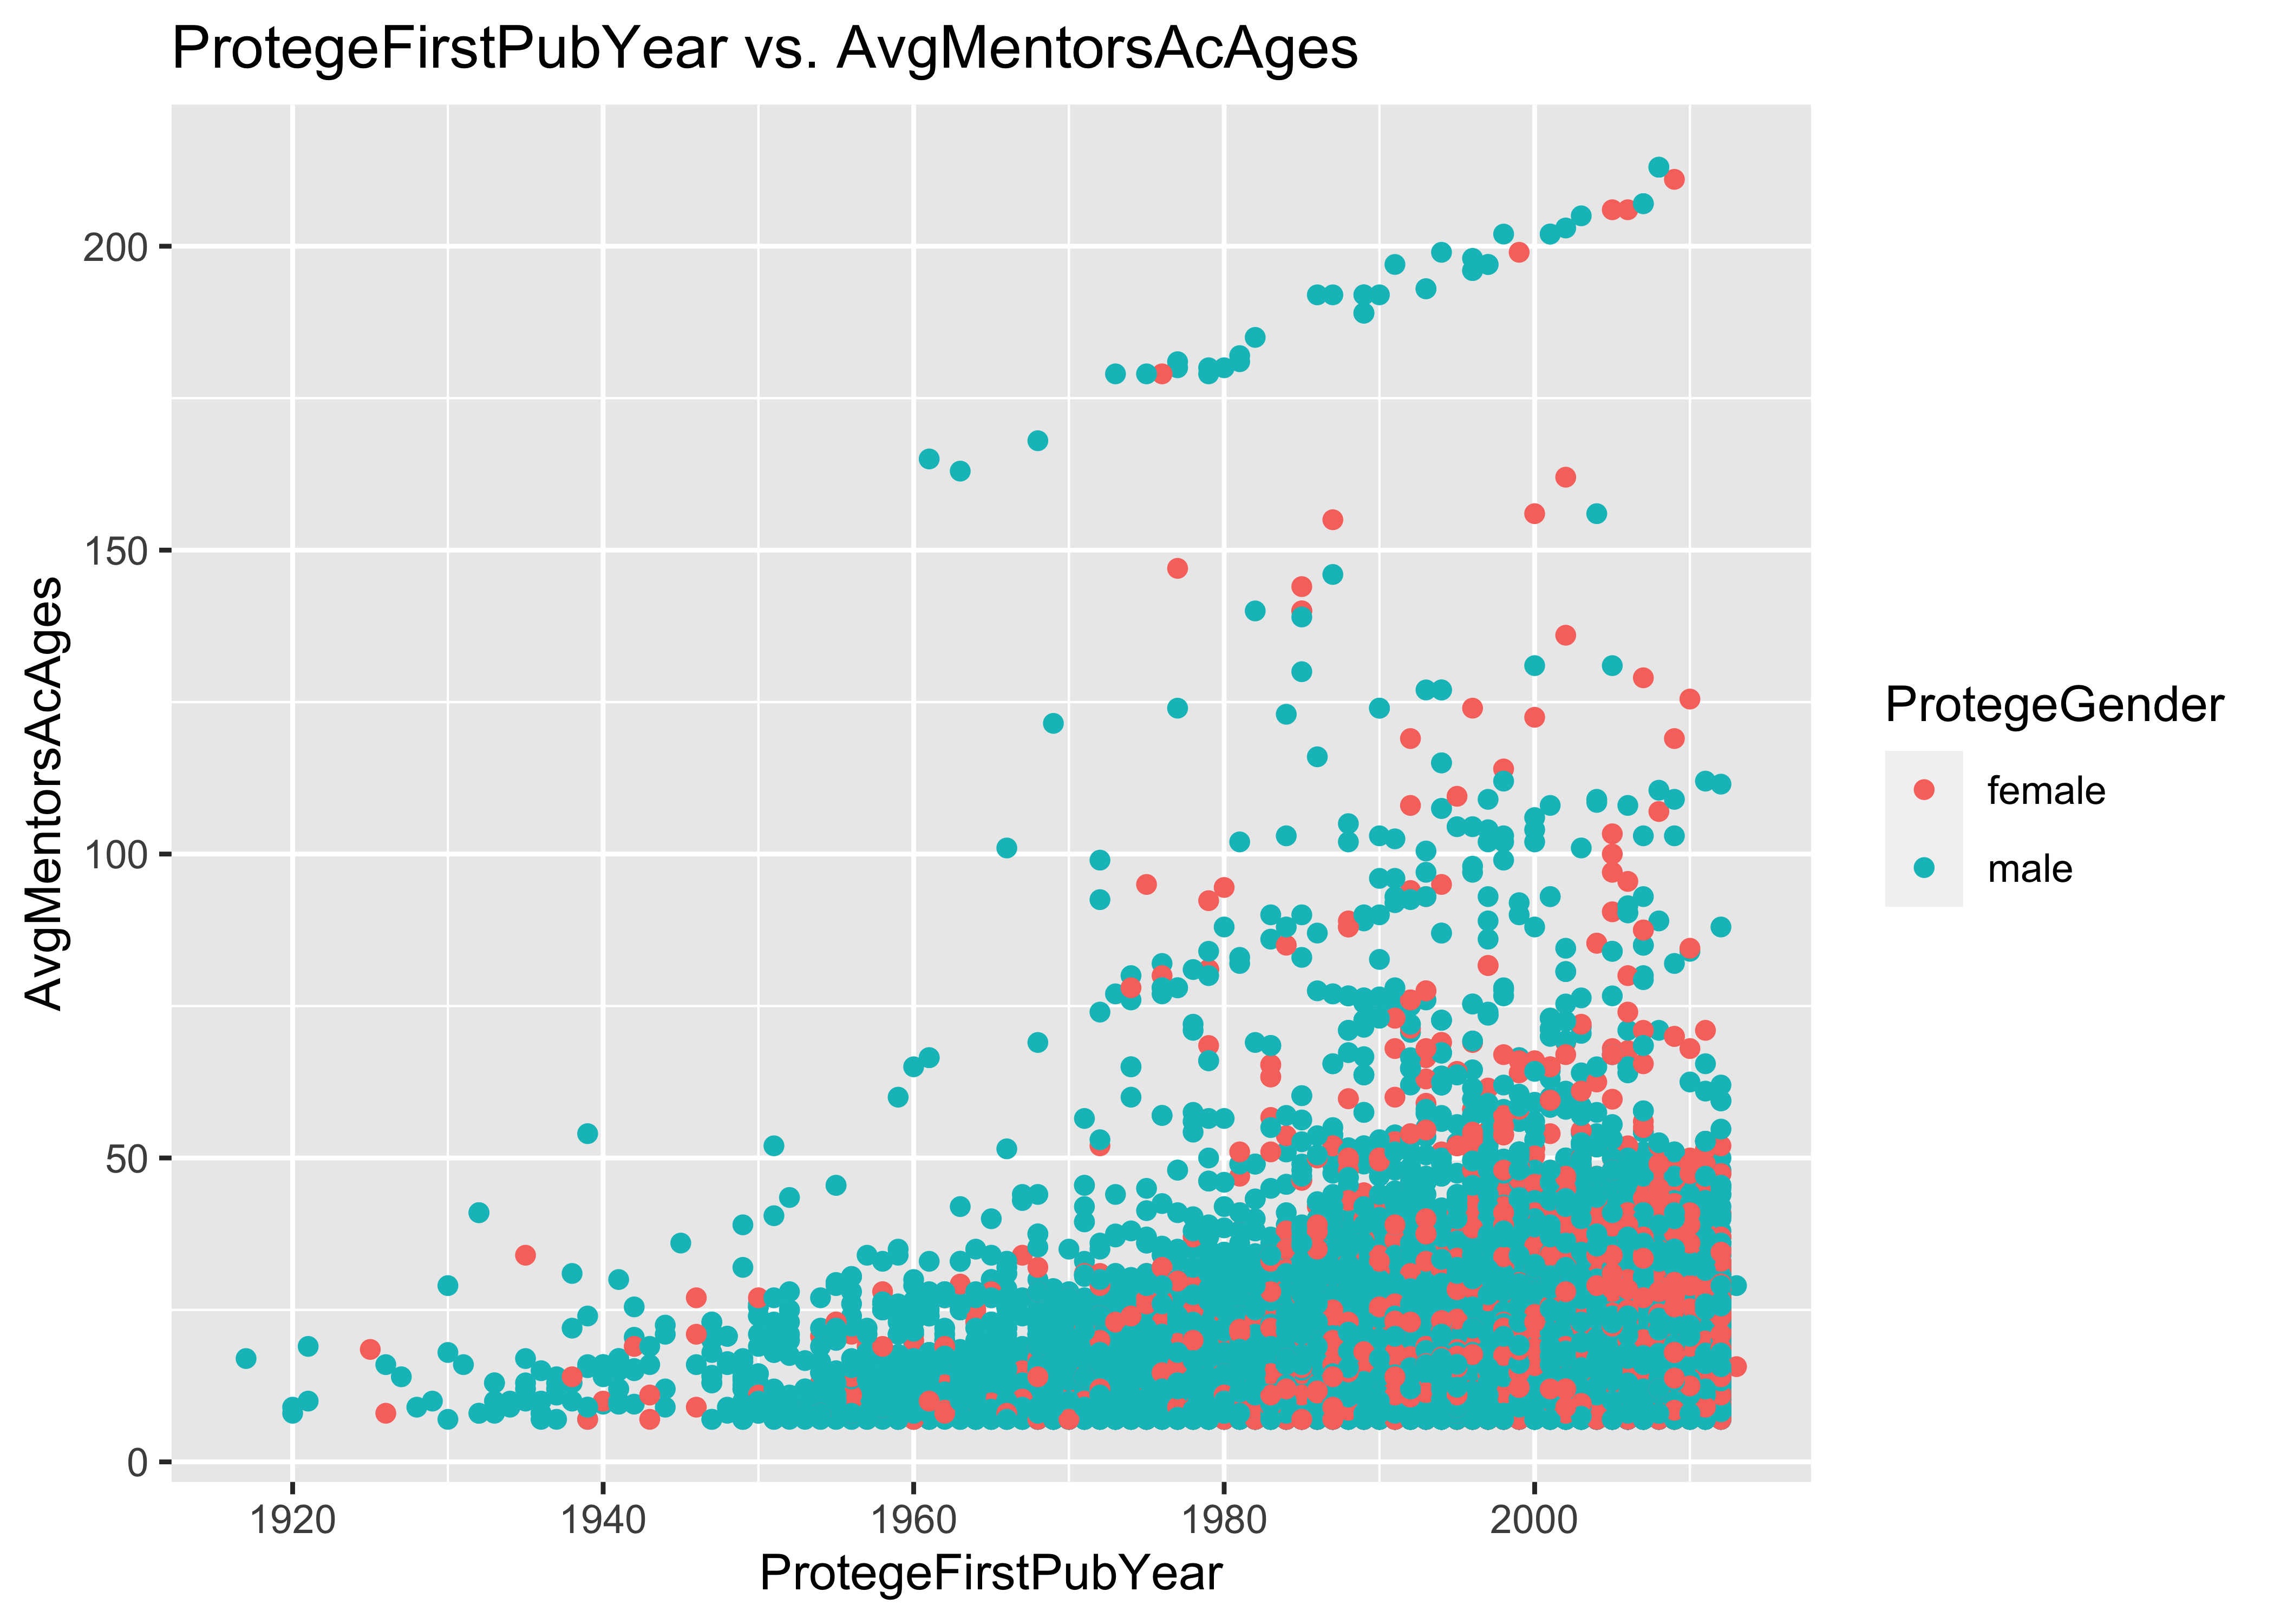 ProtegeFirstPubYear vs. AvgMentorsAcAges
AvgMentorsAcAges
200
150
100
50
0
1920 1940 1960 1980 2000
ProtegeFirstPubYear
ProtegeGender
female
male